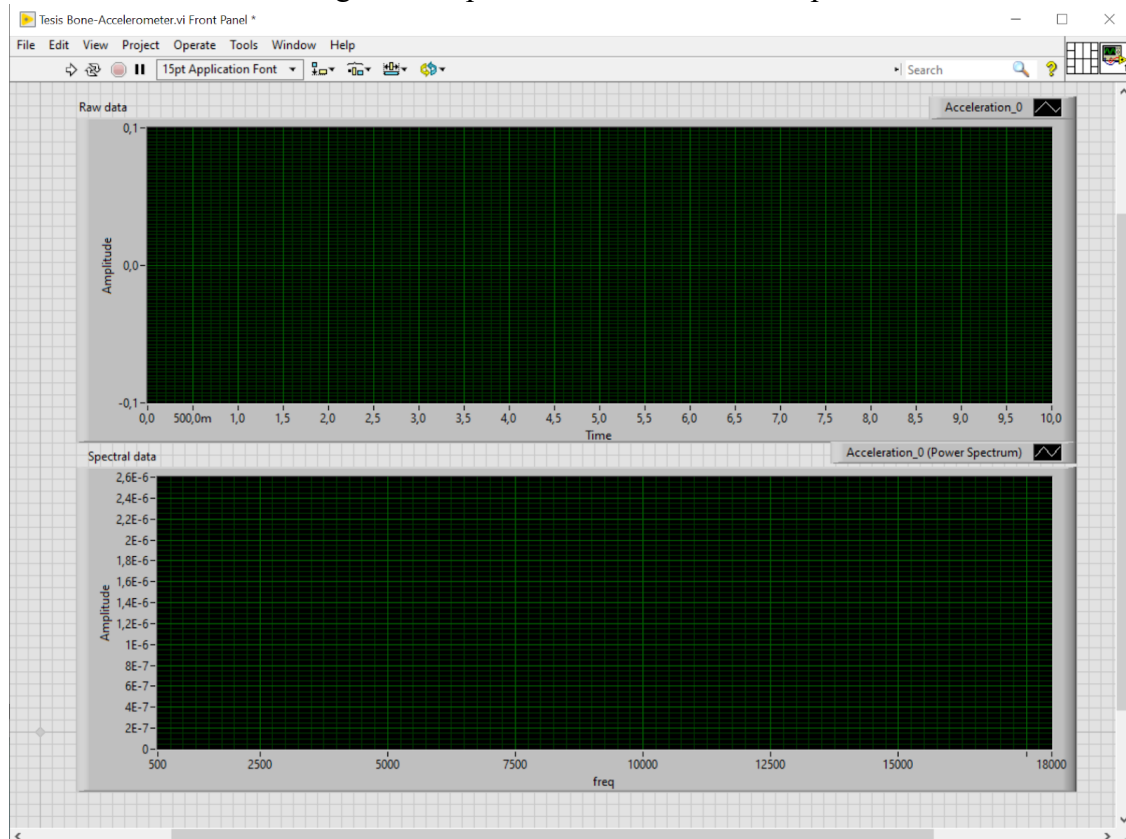 Tesis Bone-Accelerometer.vi Front Panel *
File Edit View Project Operate Tools Window Help
15pt Application Font
Search
Raw data
Acceleration_0
0,1
0,0
-0,1
Amplitude
0,0 500,0m 1,0 1,5 2,0 2,5 3,0 3,5 4,0 4,5 5,0 5,5 6,0 6,5 7,0 7,5 8,0 8,5 9,0 9,5 10,0
Time
Spectral data
Acceleration_0 (Power Spectrum)
2,6E-6
2,4E-6
2,2E-6
2E-6
1,8E-6
1,6E-6
1,4E-6
1,2E-6
1E-6
8E-7
6E-7
4E-7
2E-7
0
Amplitude
500 2500 5000 7500 10000 12500 15000 18000
freq